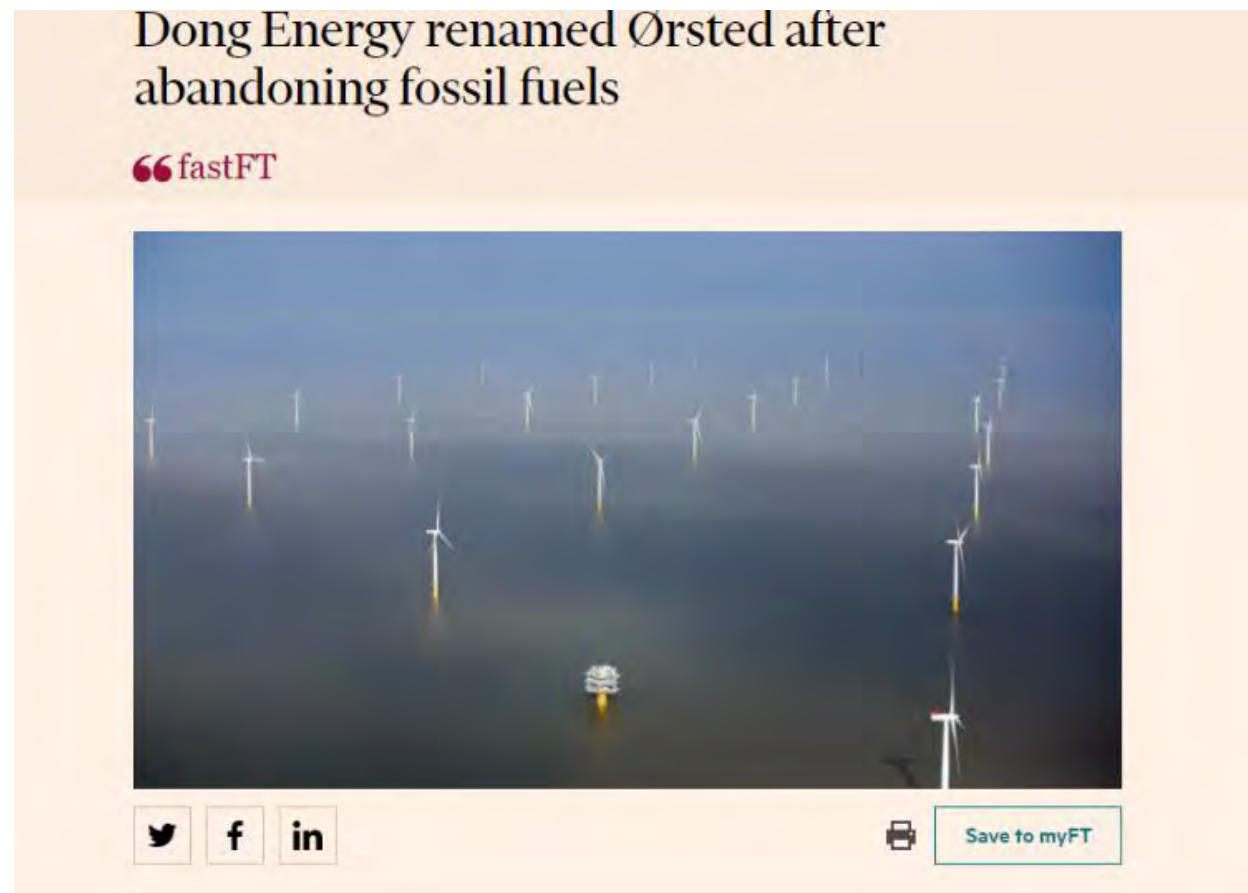 Dong Energy renamed Ørsted after
abandoning fossil fuels
fastFT
Save to myFT